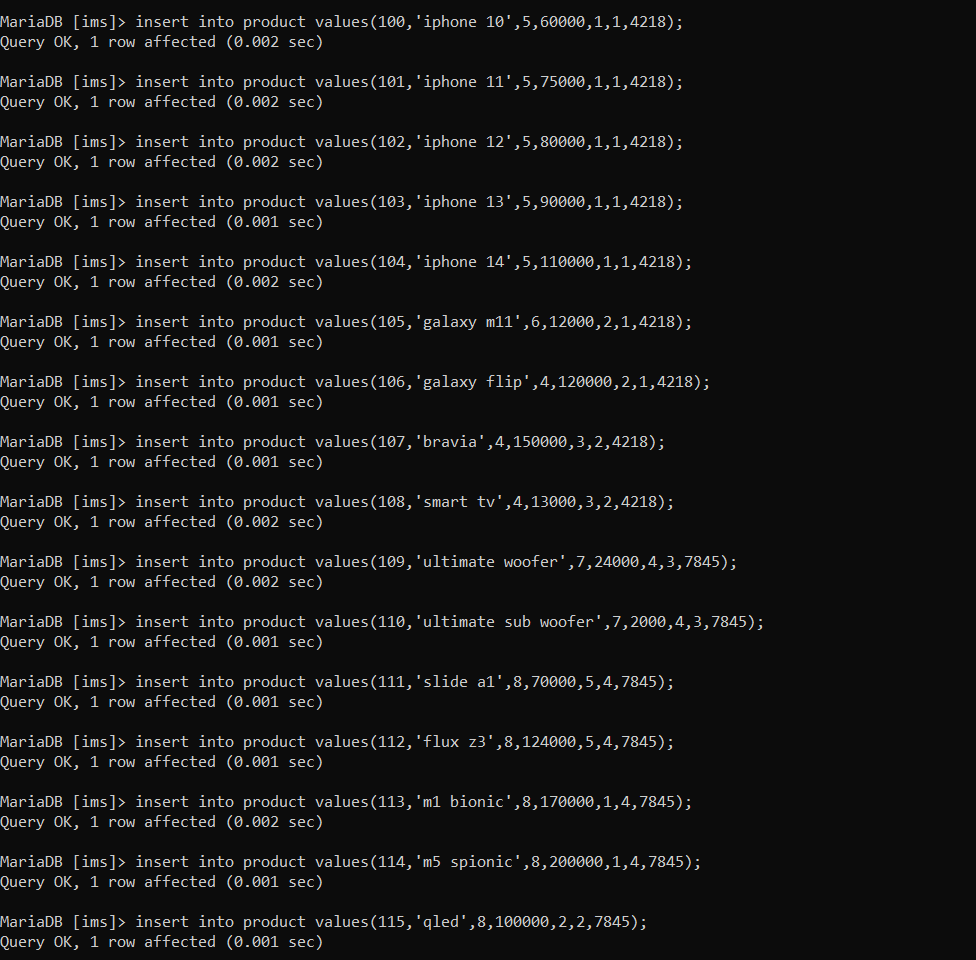 MariaDB [ims]> insert into product values(100,'iphone 10',5,60000,1,1,4218);
Query OK, 1 row affected (0.002 sec)
MariaDB [ims]> insert into product values(101,'iphone 11',5,75000,1,1,4218);
Query OK, 1 row affected (0.002 sec)
MariaDB [ims]> insert into product values(102,'iphone 12',5,80000,1,1,4218);
Query OK, 1 row affected (0.002 sec)
MariaDB [ims]> insert into product values(103,'iphone 13',5,90000,1,1,4218);
Query OK, 1 row affected (0.001 sec)
MariaDB [ims]> insert into product values(104,'iphone 14',5,110000,1,1,4218);
Query OK, 1 row affected (0.002 sec)
MariaDB [ims]> insert into product values(105,'galaxy m11',6,12000,2,1,4218);
Query OK, 1 row affected (0.001 sec)
MariaDB [ims]> insert into product values(106,'galaxy flip',4,120000,2,1,4218);
Query OK, 1 row affected (0.001 sec)
MariaDB [ims]> insert into product values(107,'bravia',4,150000,3,2,4218);
Query OK, 1 row affected (0.001 sec)
MariaDB [ims]> insert into product values(108,'smart tv',4,13000,3,2,4218);
Query OK, 1 row affected (0.002 sec)
MariaDB [ims]> insert into product values(109,'ultimate woofer',7,24000,4,3,7845);
Query OK, 1 row affected (0.002 sec)
MariaDB [ims]> insert into product values(110,'ultimate sub woofer',7,2000,4,3,7845);
Query OK, 1 row affected (0.001 sec)
MariaDB [ims]> insert into product values(111,'slide a1',8,70000,5,4,7845);
Query OK, 1 row affected (0.001 sec)
MariaDB [ims]> insert into product values(112,'flux z3',8,124000,5,4,7845);
Query OK, 1 row affected (0.001 sec)
MariaDB [ims]> insert into product values(113,'m1 bionic',8,170000,1,4,7845);
Query OK, 1 row affected (0.002 sec)
MariaDB [ims]> insert into product values(114,'m5 spionic',8,200000,1,4,7845);
Query OK, 1 row affected (0.001 sec)
MariaDB [ims]> insert into product values(115,'qled',8,100000,2,2,7845);
Query OK, 1 row affected (0.001 sec)